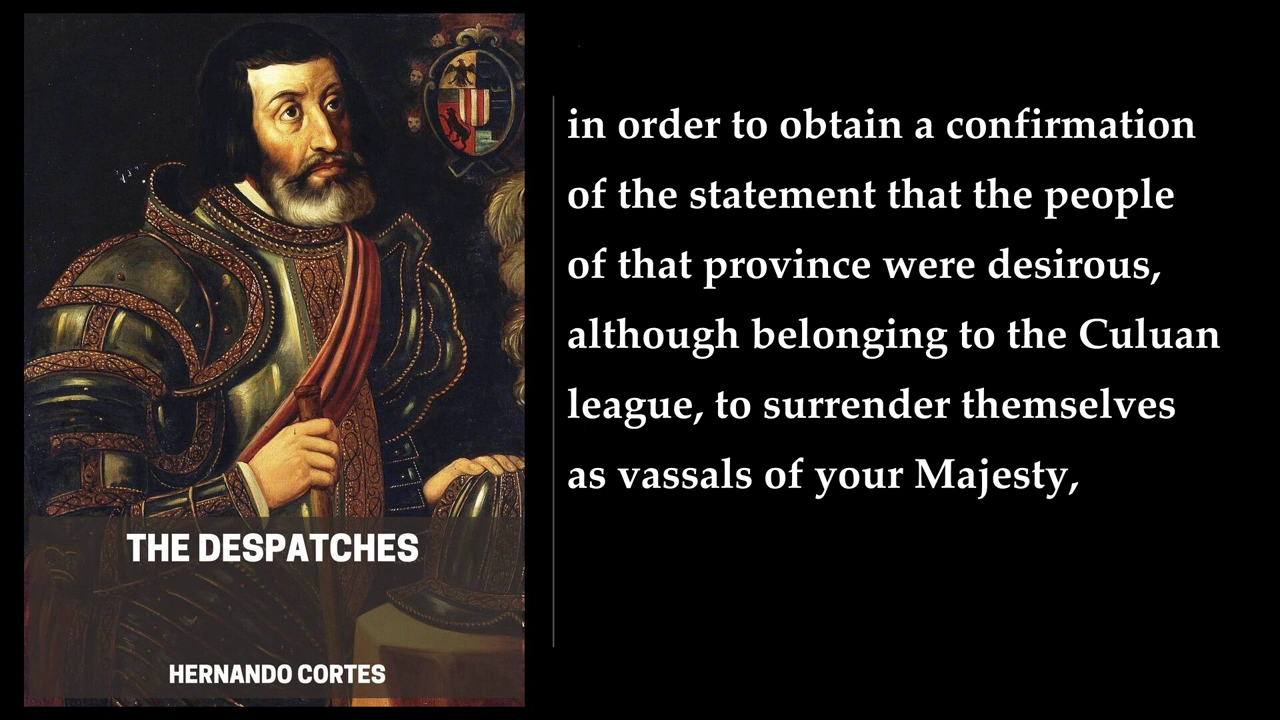 THE DESPATCHES
HERNANDO CORTES
in order to obtain a confirmation
of the statement that the people
of that province were desirous,
although belonging to the Culuan
league, to surrender themselves
as vassals of your Majesty,